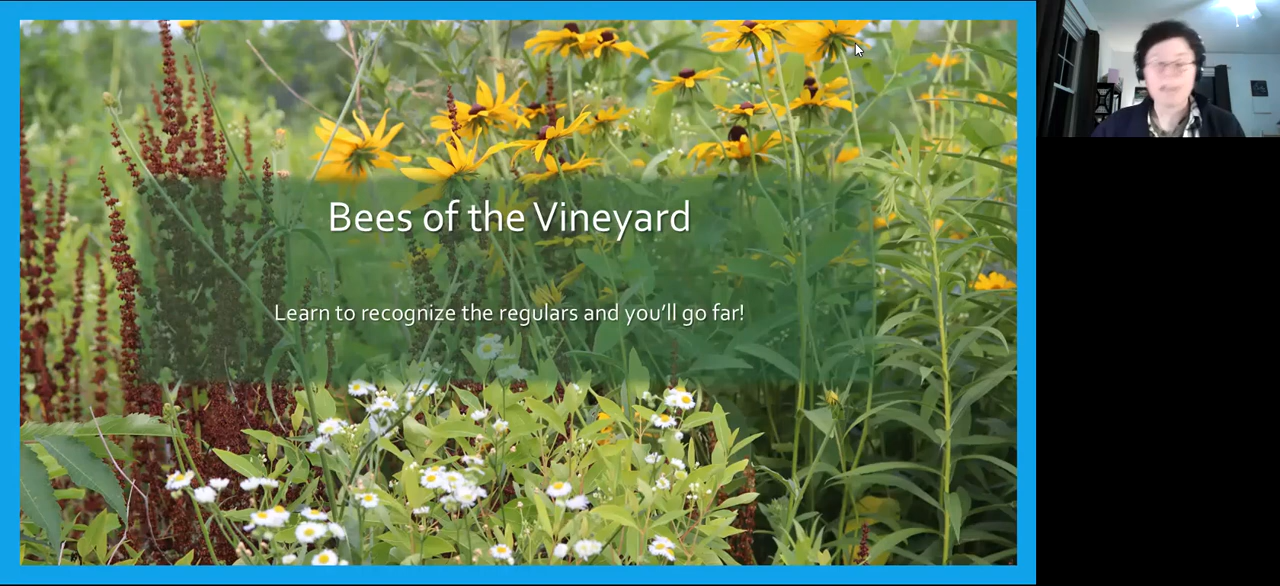 Bees of the Vineyard
Learn to recognize the regulars and you’ll go far!